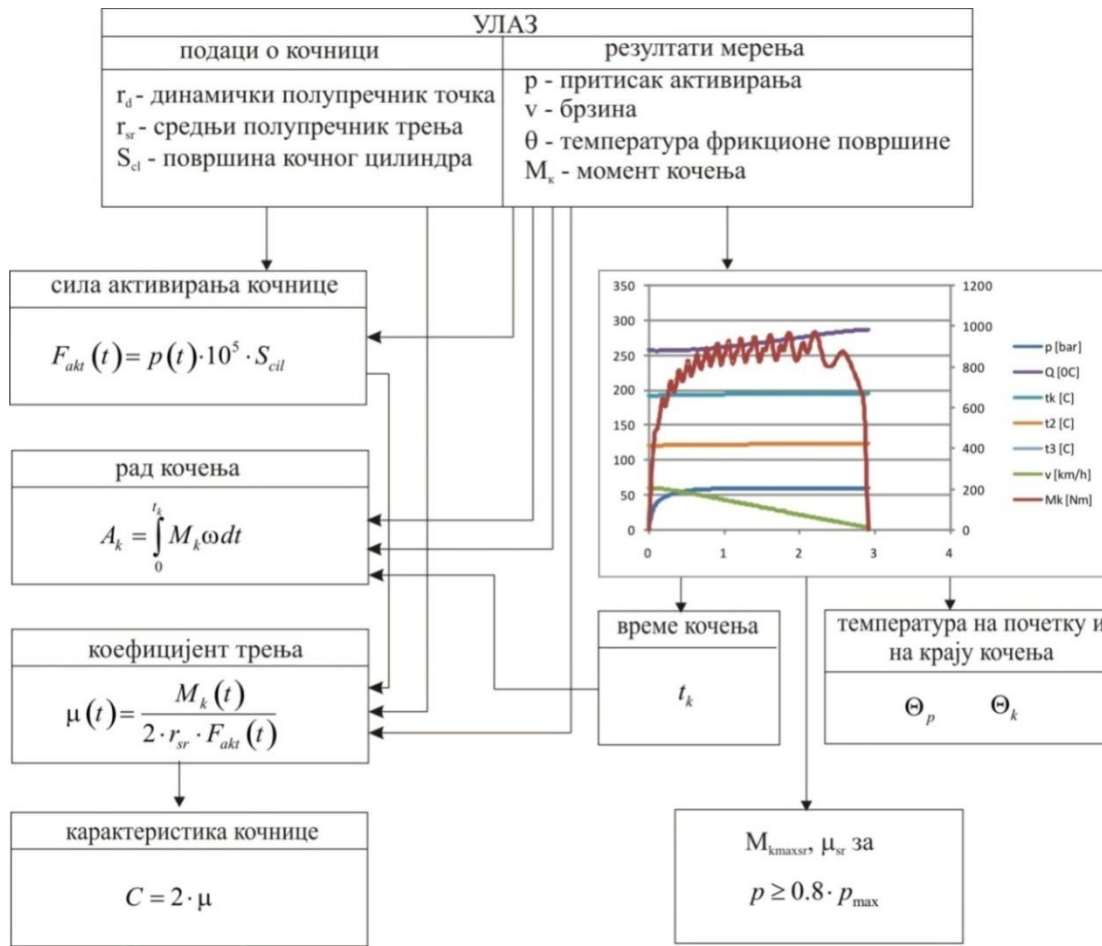 УЛАЗ
подаци о кочници
r_d - динамички полупречник точка
r_sr - средњи полупречник трења
S_cl - површина кочног цилиндра
резултати мерења
p - притисак активирања
v - брзина
θ - температура фрикционе површине
M_к - момент кочења
сила активирања кочнице
F_akt (t) = p(t)·10^5 · S_cil
рад кочења
A_k = ∫_0^{t_k} M_k ω dt
коефицијент трења
μ(t) = M_k (t) / (2 · r_sr · F_akt (t))
карактеристика кочнице
C = 2 · μ
350
300
250
200
150
100
50
0
1200
1000
800
600
400
200
0
0 1 2 3 4
p [bar]
Q [0C]
tk [C]
t2 [C]
t3 [C]
v [km/h]
Mk [Nm]
време кочења
t_k
температура на почетку и
на крају кочења
Θ_p Θ_k
M_kmaxsr, μ_sr за
p ≥ 0.8 · p_max